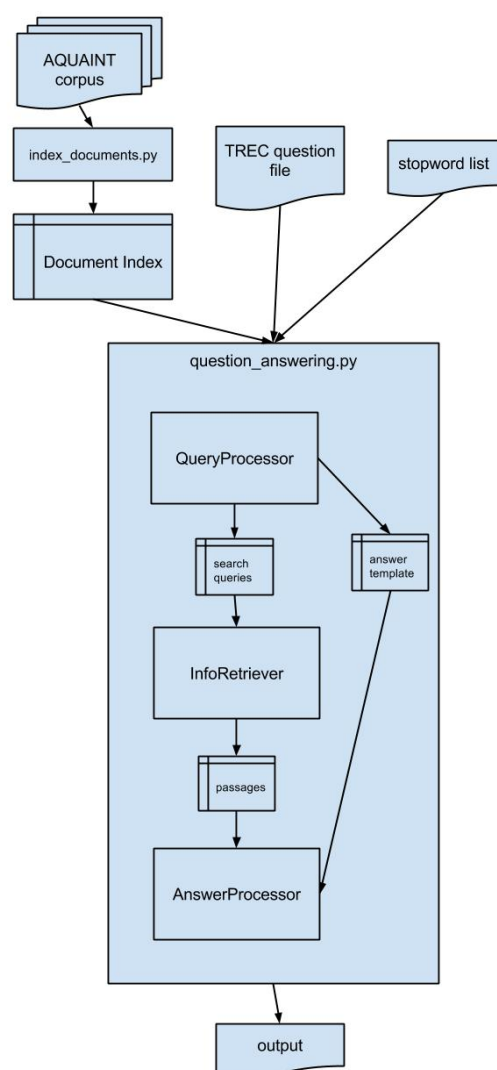 AQUAINT
corpus
index_documents.py
Document Index
TREC question
file
stopword list
question_answering.py
QueryProcessor
search
queries
answer
template
InfoRetriever
passages
AnswerProcessor
output